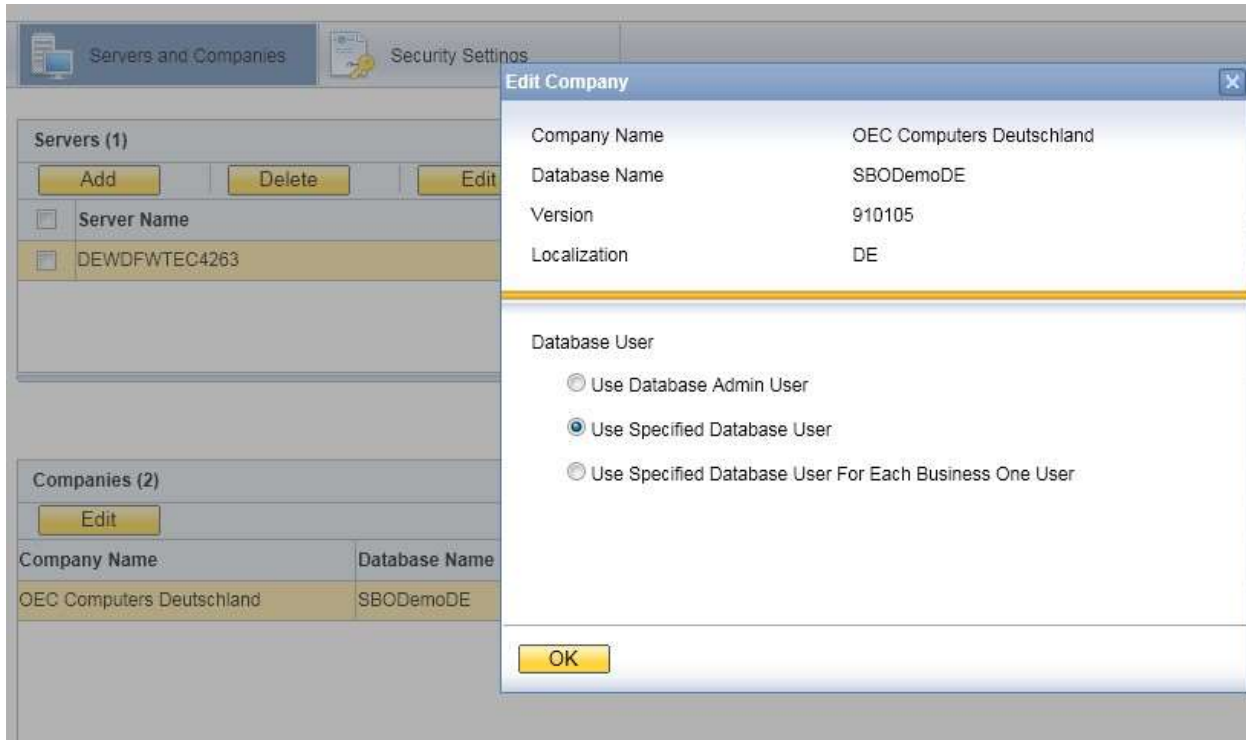 Servers and Companies
Security Settings
Servers (1)
Add
Delete
Edit
Server Name
DEWDFWTEC4263
Companies (2)
Edit
Company Name
Database Name
OEC Computers Deutschland
SBODemoDE
Edit Company
Company Name
OEC Computers Deutschland
Database Name
SBODemoDE
Version
910105
Localization
DE
Database User
Use Database Admin User
Use Specified Database User
Use Specified Database User For Each Business One User
OK